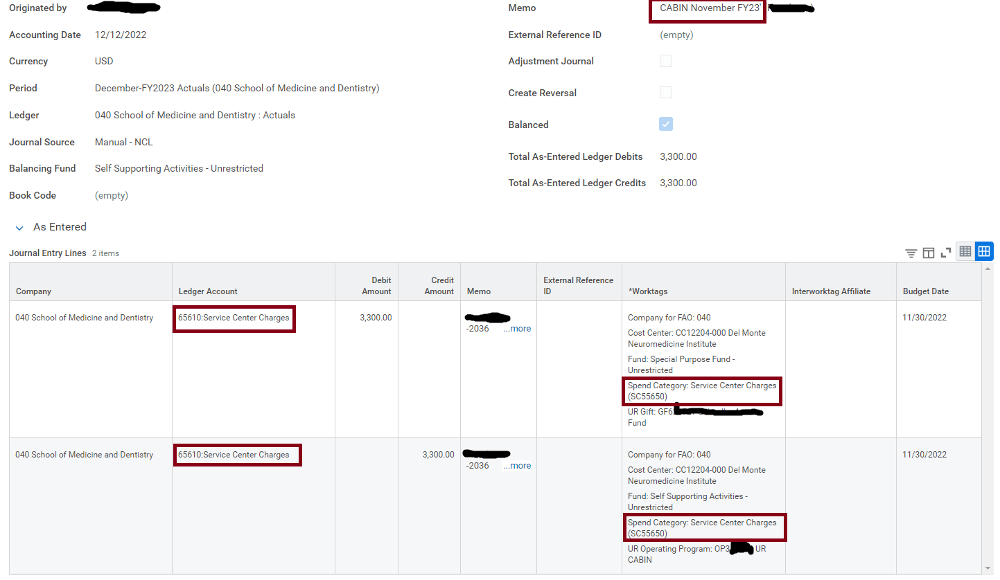 Originated by
Memo CABIN November FY23'
Accounting Date 12/12/2022
External Reference ID (empty)
Currency USD
Adjustment Journal
Period December-FY2023 Actuals (040 School of Medicine and Dentistry)
Create Reversal
Ledger 040 School of Medicine and Dentistry : Actuals
Balanced
Journal Source Manual - NCL
Total As-Entered Ledger Debits 3,300.00
Balancing Fund Self Supporting Activities - Unrestricted
Total As-Entered Ledger Credits 3,300.00
Book Code (empty)
As Entered
Journal Entry Lines 2 items
Company
Ledger Account
Debit
Amount
Credit
Amount
Memo
External Reference
ID
*Worktags
Interworktag Affiliate
Budget Date
040 School of Medicine and Dentistry
65610:Service Center Charges
3,300.00
-2036 ...more
Company for FAO: 040
Cost Center: CC12204-000 Del Monte
Neuromedicine Institute
Fund: Special Purpose Fund -
Unrestricted
Spend Category: Service Center Charges
(SC55650)
UR Gift: GF6
Fund
11/30/2022
040 School of Medicine and Dentistry
65610:Service Center Charges
3,300.00
-2036 ...more
Company for FAO: 040
Cost Center: CC12204-000 Del Monte
Neuromedicine Institute
Fund: Self Supporting Activities -
Unrestricted
Spend Category: Service Center Charges
(SC55650)
UR Operating Program: OP3 UR
CABIN
11/30/2022